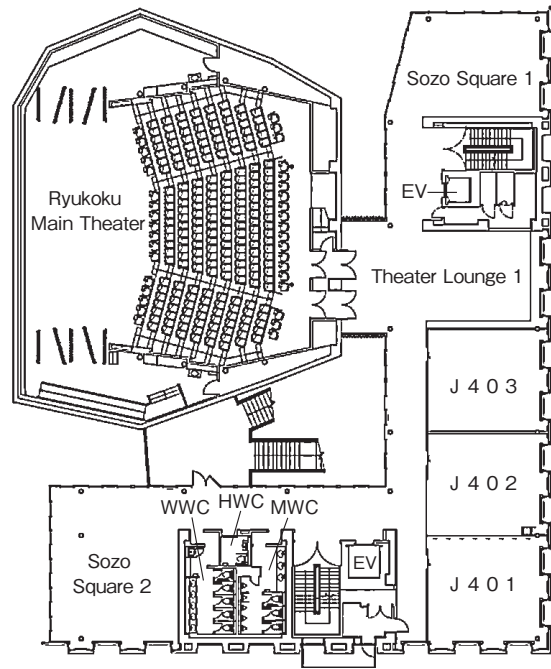 Sozo Square 1
EV
Ryukoku
Main Theater
Theater Lounge 1
J 4 0 3
J 4 0 2
WWC
HWC
MWC
Sozo
Square 2
EV
J 4 0 1